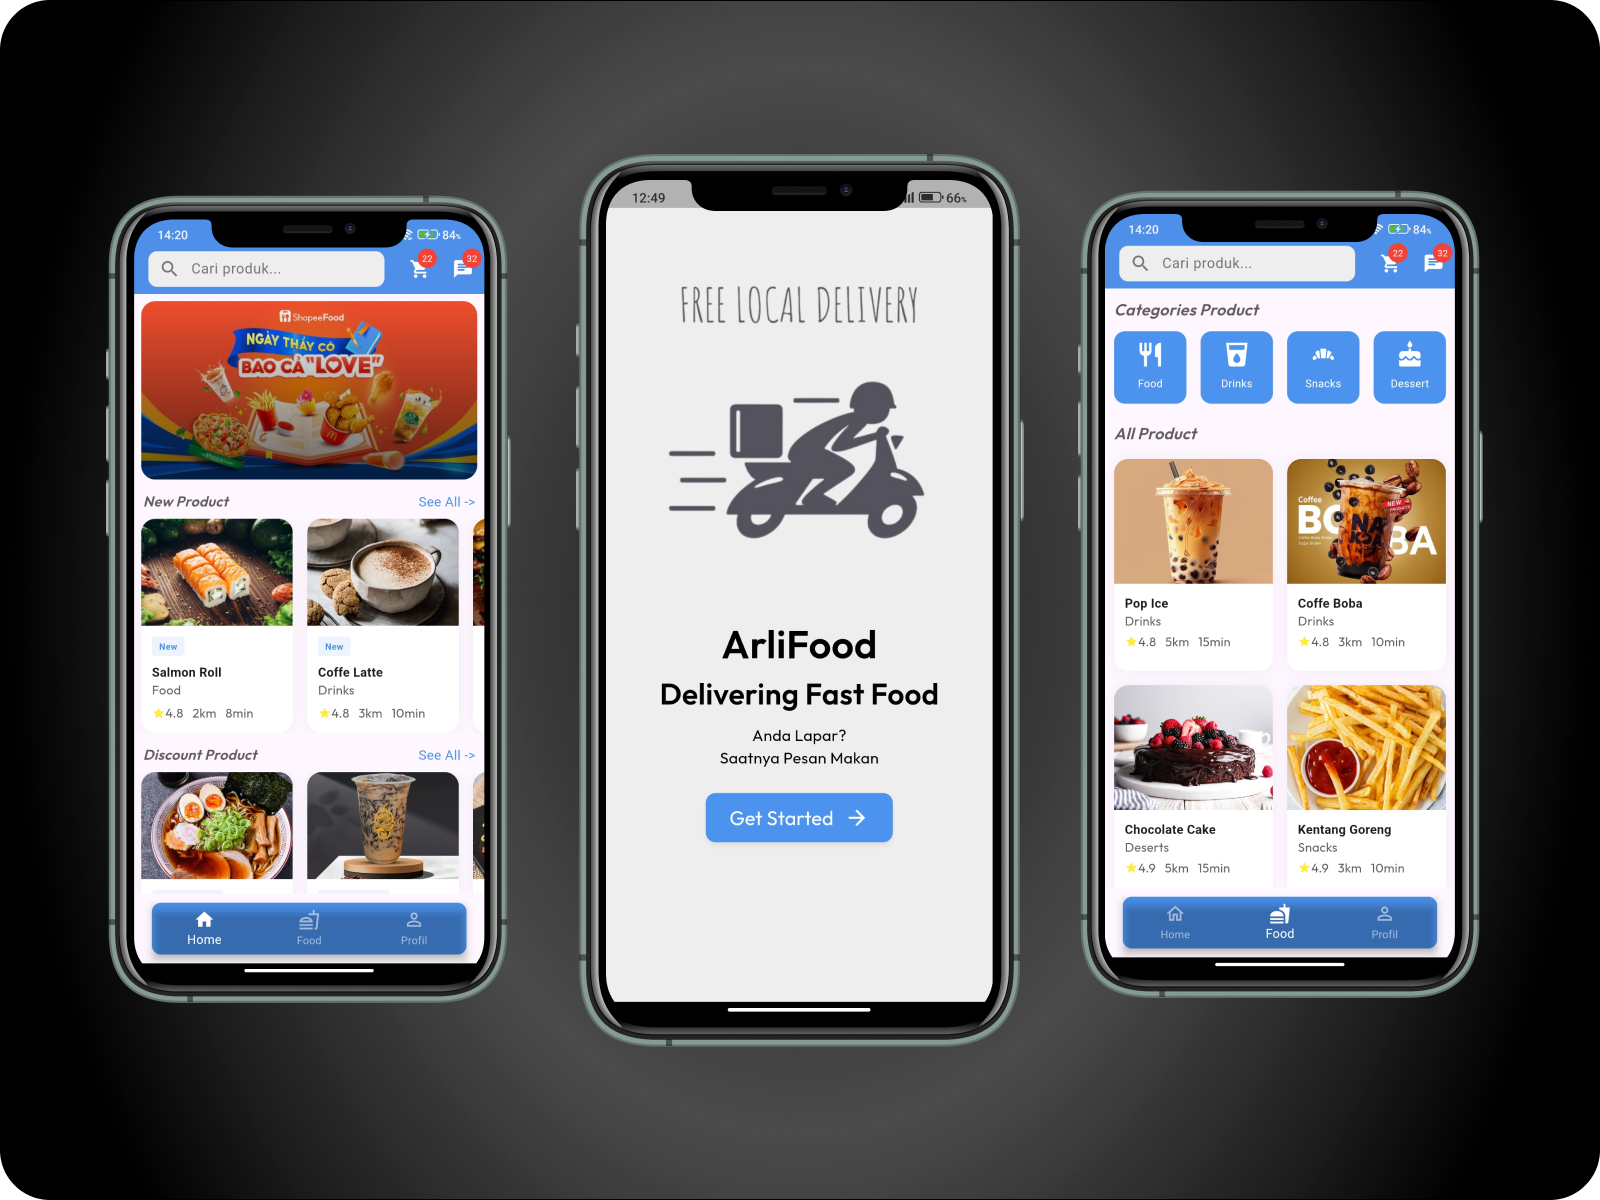 14:20
84%
Cari produk...
22
32
ShopeeFood
NGÀY THẦY CÔ
BAO CẢ "LOVE"
New Product
See All ->
New
Salmon Roll
Food
4.8 2km 8min
New
Coffe Latte
Drinks
4.8 3km 10min
Discount Product
See All ->
Home
Food
Profil
12:49
66%
FREE LOCAL DELIVERY
ArliFood
Delivering Fast Food
Anda Lapar?
Saatnya Pesan Makan
Get Started
14:20
84%
Cari produk...
22
32
Categories Product
Food
Drinks
Snacks
Dessert
All Product
Coffee
NEW
PRODUCTS
Pop Ice
Drinks
4.8 5km 15min
Coffe Boba
Drinks
4.8 3km 10min
Chocolate Cake
Deserts
4.9 5km 15min
Kentang Goreng
Snacks
4.9 3km 10min
Home
Food
Profil